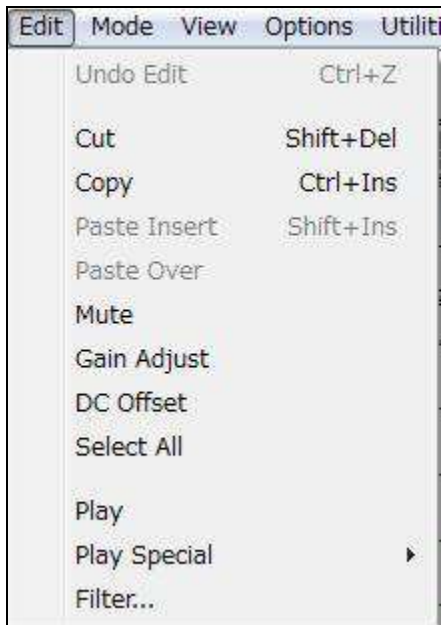 Edit Mode View Options Utiliti
Undo Edit Ctrl+Z
Cut Shift+Del
Copy Ctrl+Ins
Paste Insert Shift+Ins
Paste Over
Mute
Gain Adjust
DC Offset
Select All
Play
Play Special
Filter...